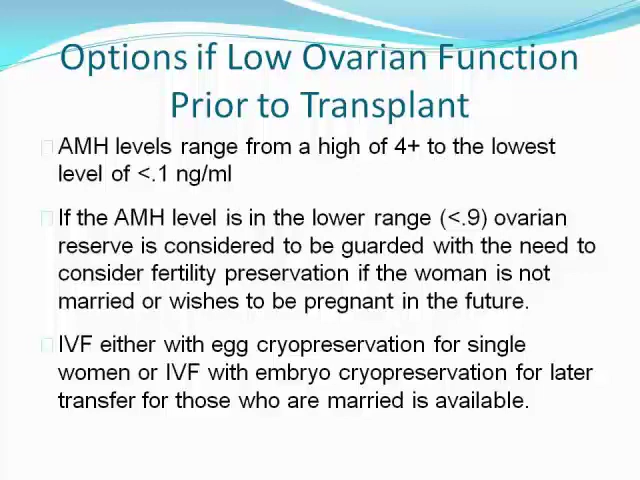 Options if Low Ovarian Function
Prior to Transplant
AMH levels range from a high of 4+ to the lowest
level of <.1 ng/ml
If the AMH level is in the lower range (<.9) ovarian
reserve is considered to be guarded with the need to
consider fertility preservation if the woman is not
married or wishes to be pregnant in the future.
IVF either with egg cryopreservation for single
women or IVF with embryo cryopreservation for later
transfer for those who are married is available.